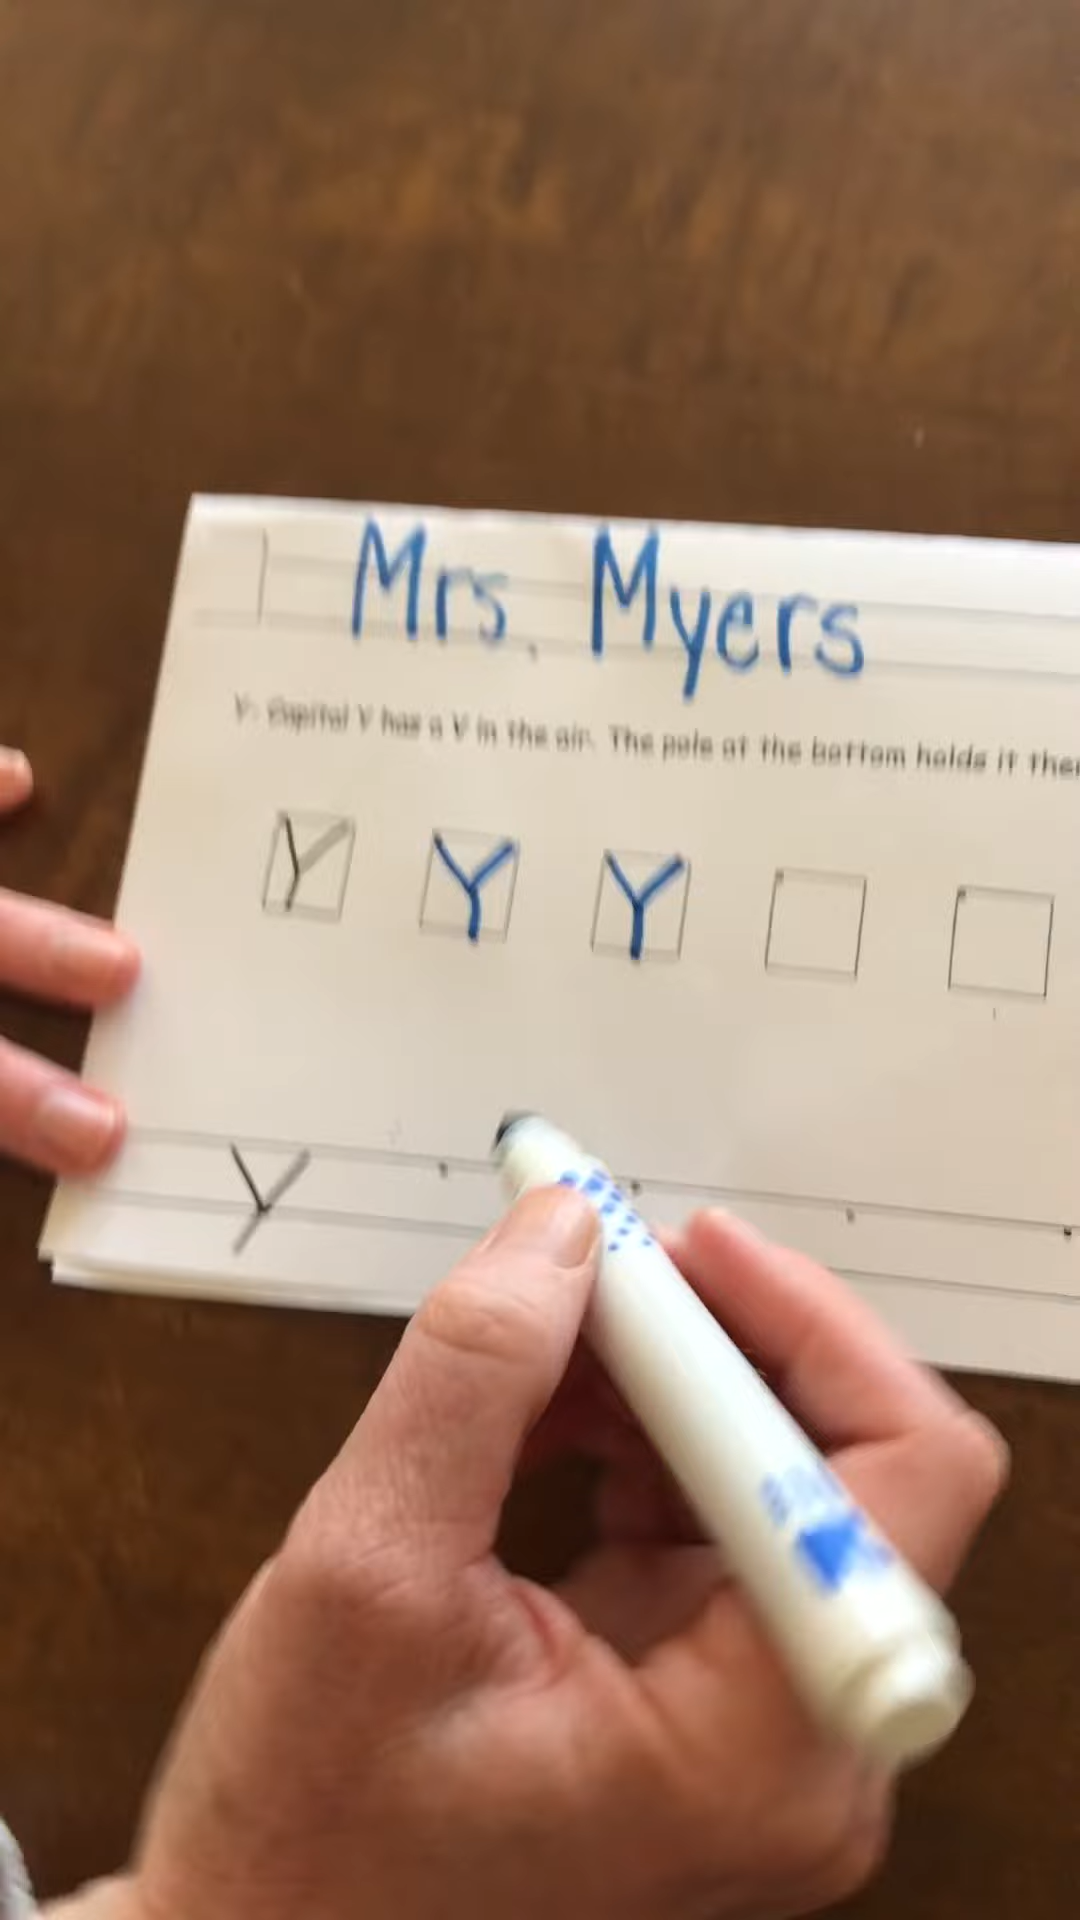 Mrs. Myers
Y: Capital Y has a V in the air. The pole at the bottom holds it
Y Y Y
Y